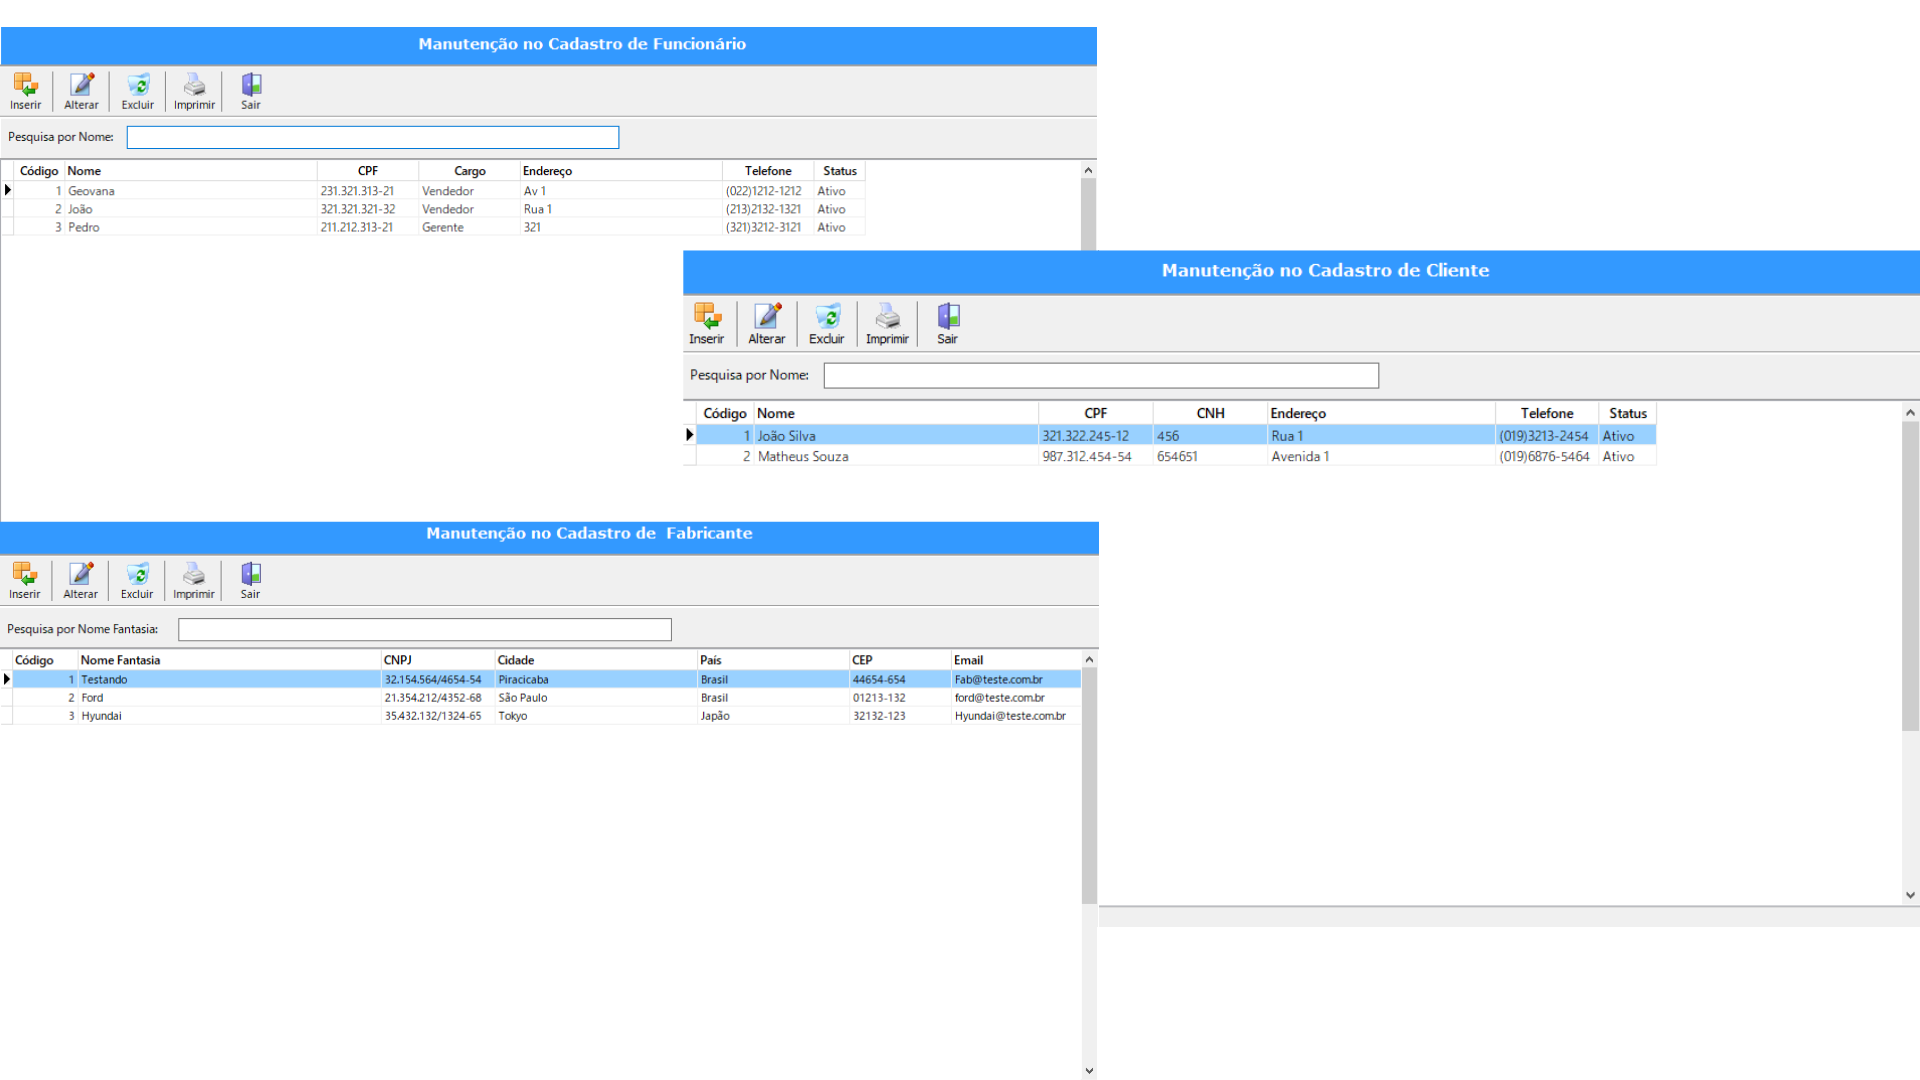 Manutenção no Cadastro de Funcionário
Inserir Alterar Excluir Imprimir Sair
Pesquisa por Nome:
Código Nome CPF Cargo Endereço Telefone Status
1 Geovana 231.321.313-21 Vendedor Av 1 (022)1212-1212 Ativo
2 João 321.321.321-32 Vendedor Rua 1 (213)2132-1321 Ativo
3 Pedro 211.212.313-21 Gerente 321 (321)3212-3121 Ativo
Manutenção no Cadastro de Cliente
Inserir Alterar Excluir Imprimir Sair
Pesquisa por Nome:
Código Nome CPF CNH Endereço Telefone Status
1 João Silva 321.322.245-12 456 Rua 1 (019)3213-2454 Ativo
2 Matheus Souza 987.312.454-54 654651 Avenida 1 (019)6876-5464 Ativo
Manutenção no Cadastro de Fabricante
Inserir Alterar Excluir Imprimir Sair
Pesquisa por Nome Fantasia:
Código Nome Fantasia CNPJ Cidade País CEP Email
1 Testando 32.154.564/4654-54 Piracicaba Brasil 44654-654 Fab@teste.com.br
2 Ford 21.354.212/4352-68 São Paulo Brasil 01213-132 ford@teste.com.br
3 Hyundai 35.432.132/1324-65 Tokyo Japão 32132-123 Hyundai@teste.com.br